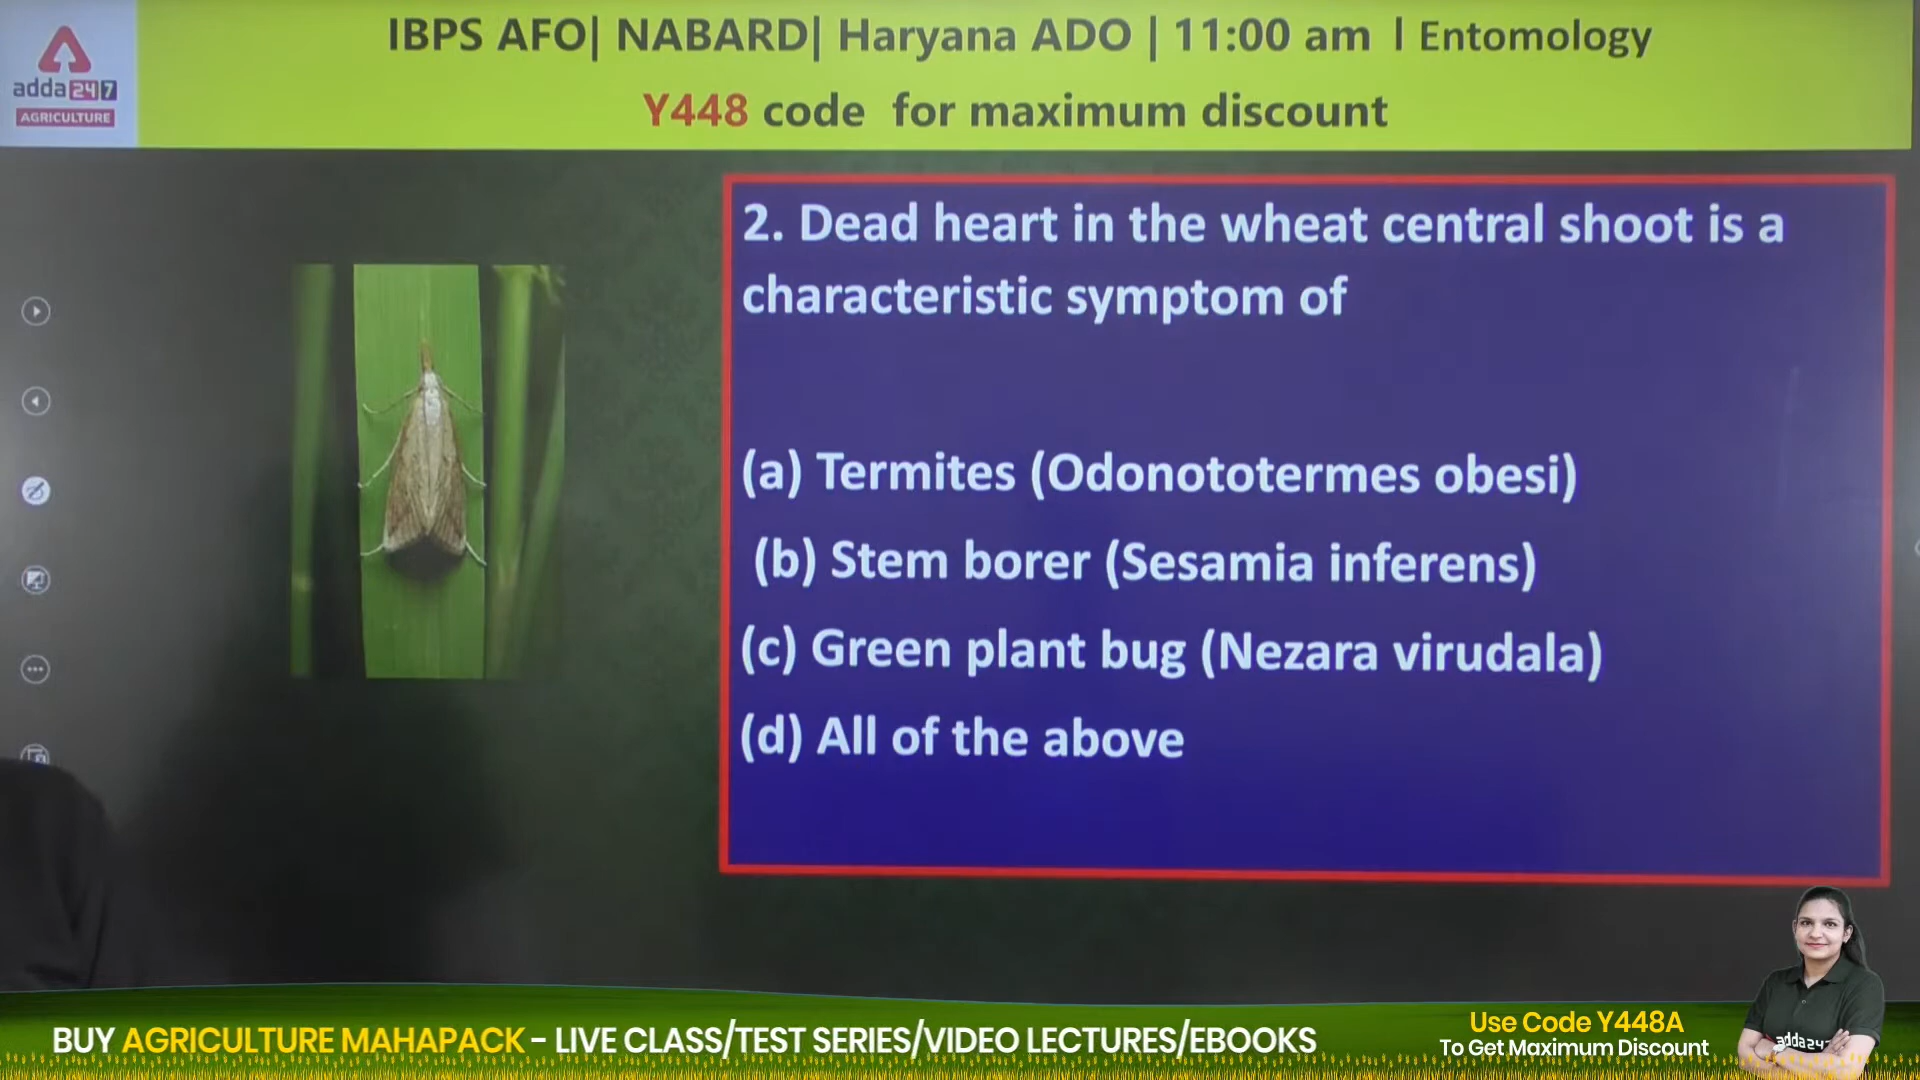 IBPS AFO| NABARD| Haryana ADO | 11:00 am l Entomology
Y448 code for maximum discount
adda247
AGRICULTURE
2. Dead heart in the wheat central shoot is a
characteristic symptom of
(a) Termites (Odonototermes obesi)
(b) Stem borer (Sesamia inferens)
(c) Green plant bug (Nezara virudala)
(d) All of the above
BUY AGRICULTURE MAHAPACK - LIVE CLASS/TEST SERIES/VIDEO LECTURES/EBOOKS
Use Code Y448A
To Get Maximum Discount
adda247